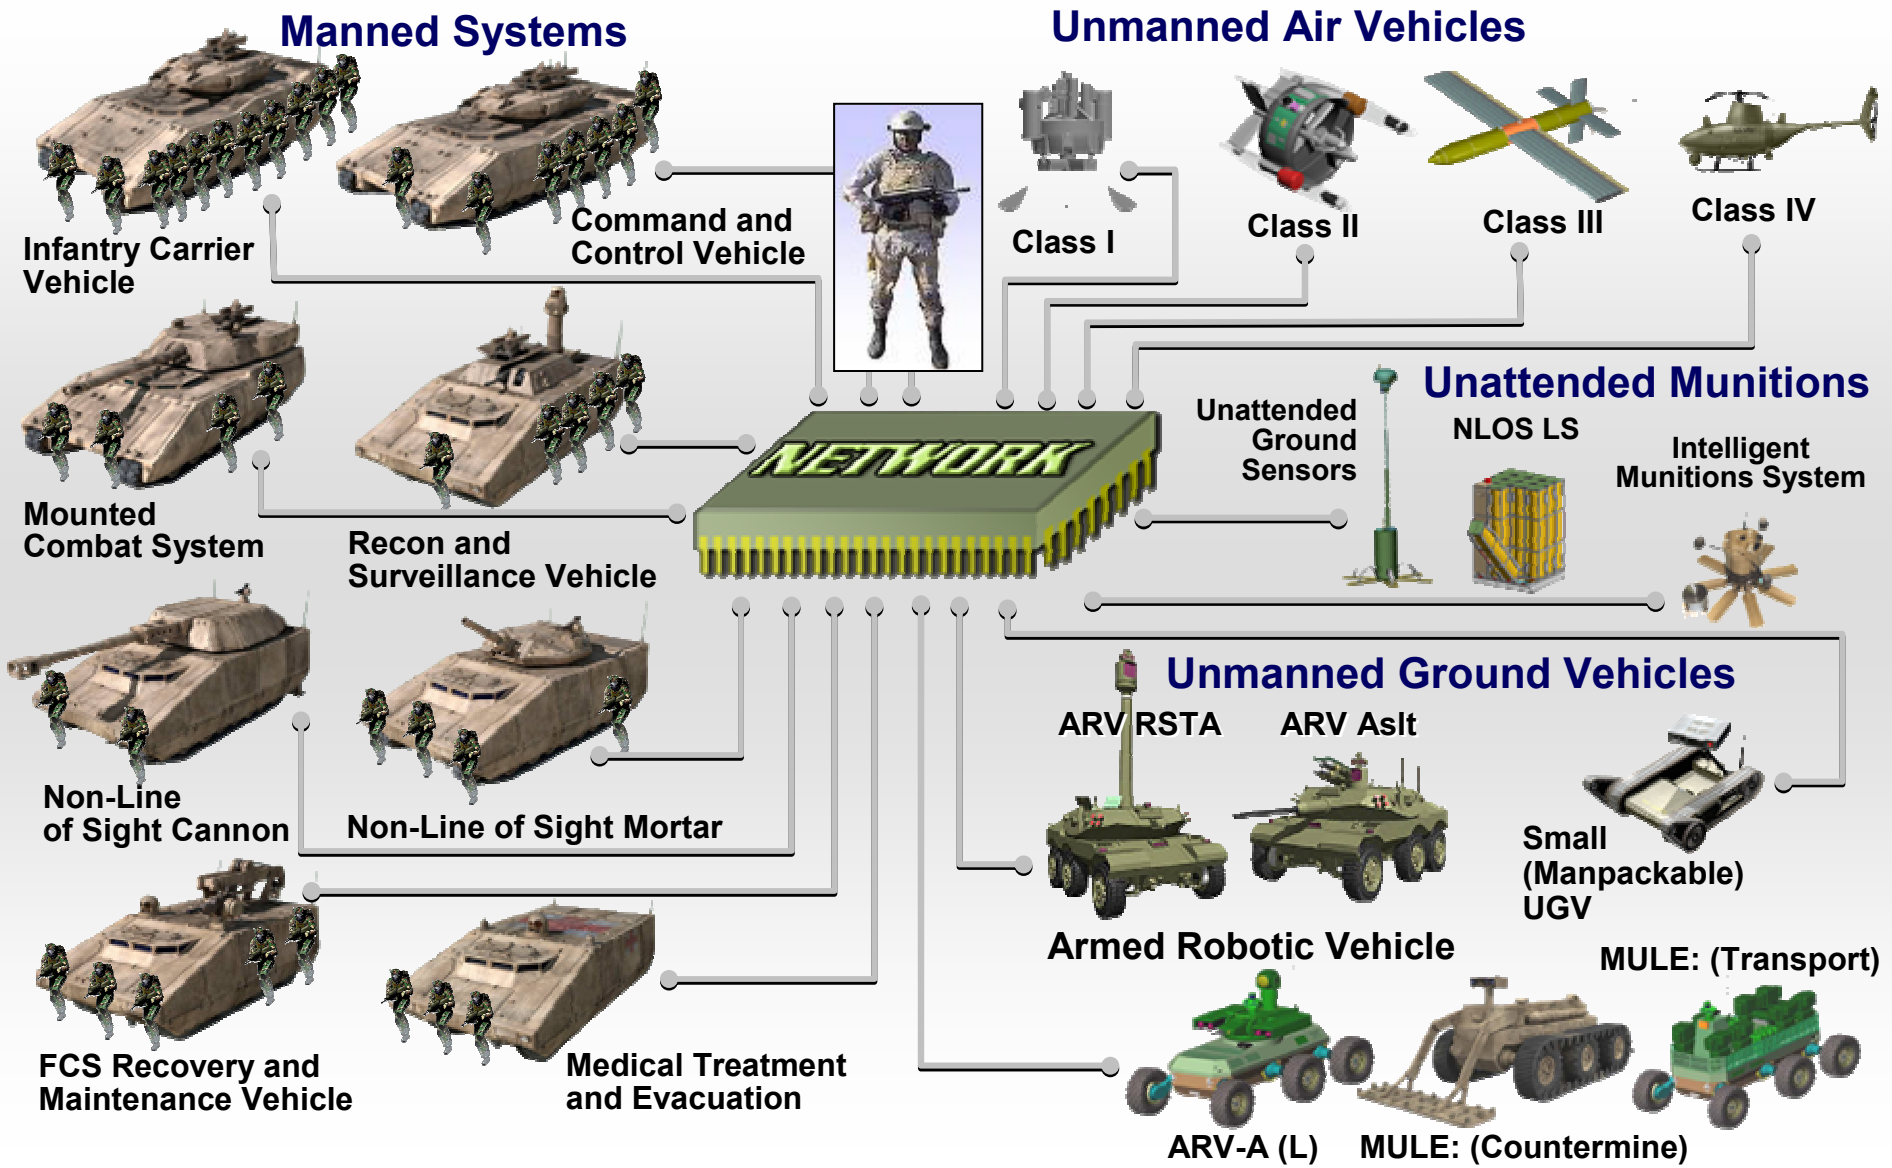 Manned Systems
Unmanned Air Vehicles
Infantry Carrier
Vehicle
Command and
Control Vehicle
Class I
Class II
Class III
Class IV
Mounted
Combat System
Recon and
Surveillance Vehicle
NETWORK
Unattended
Ground
Sensors
Unattended Munitions
NLOS LS
Intelligent
Munitions System
Non-Line
of Sight Cannon
Non-Line of Sight Mortar
Unmanned Ground Vehicles
ARV RSTA
ARV Aslt
Small
(Manpackable)
UGV
Armed Robotic Vehicle
FCS Recovery and
Maintenance Vehicle
Medical Treatment
and Evacuation
MULE: (Transport)
ARV-A (L)
MULE: (Countermine)